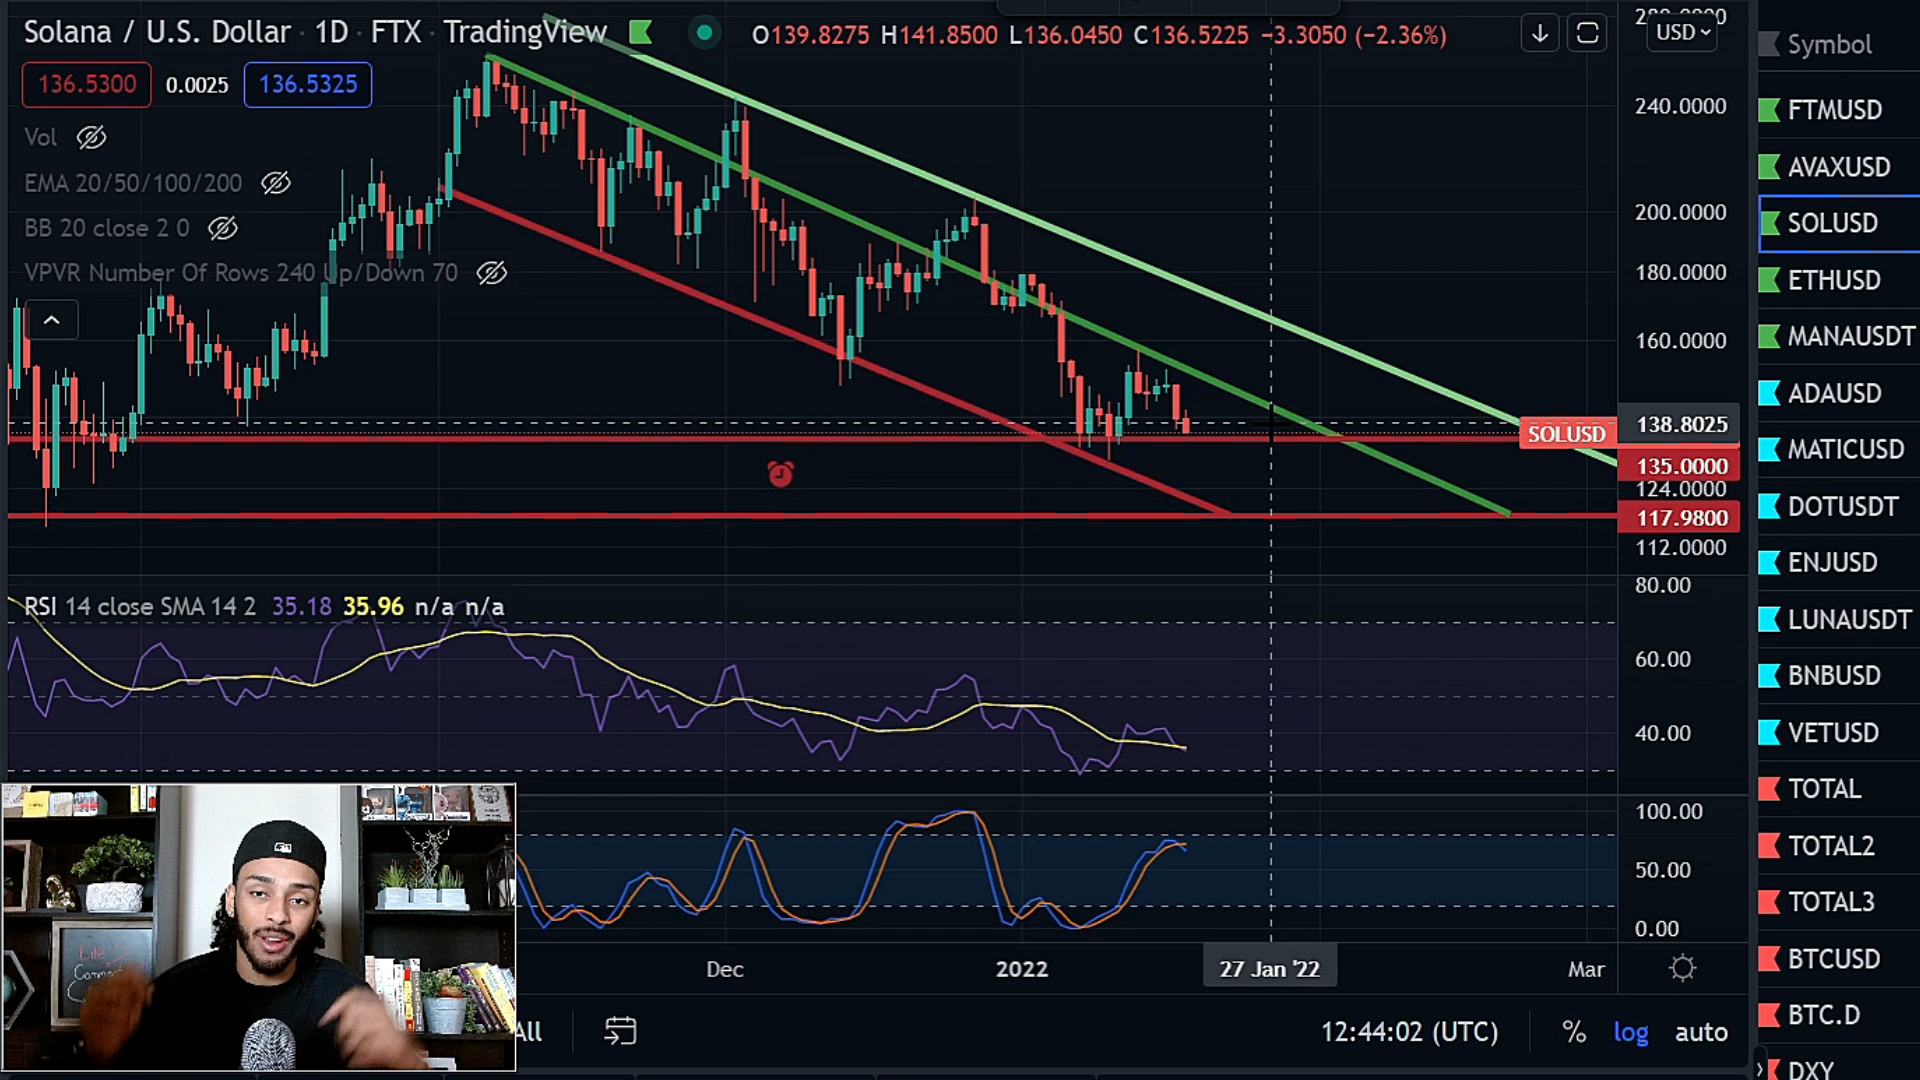 Solana / U.S. Dollar · 1D · FTX · TradingView
O139.8275 H141.8500 L136.0450 C136.5225 −3.3050 (−2.36%)
136.5300 0.0025 136.5325
Vol
EMA 20/50/100/200
BB 20 close 2 0
VPVR Number Of Rows 240 Up/Down 70
USD
240.0000
200.0000
180.0000
160.0000
SOLUSD 138.8025
135.0000
124.0000
117.9800
112.0000
RSI 14 close SMA 14 2 35.18 35.96 n/a n/a
80.00
60.00
40.00
100.00
50.00
0.00
Dec 2022 27 Jan '22 Mar
All
12:44:02 (UTC) % log auto
Symbol
FTMUSD
AVAXUSD
SOLUSD
ETHUSD
MANAUSDT
ADAUSD
MATICUSD
DOTUSDT
ENJUSD
LUNAUSDT
BNBUSD
VETUSD
TOTAL
TOTAL2
TOTAL3
BTCUSD
BTC.D
DXY